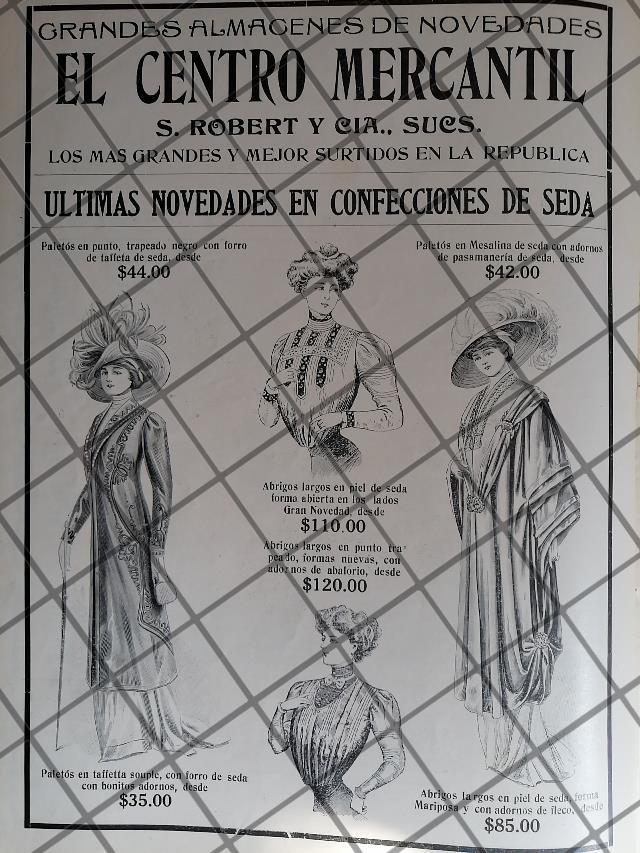 GRANDES ALMACENES DE NOVEDADES
EL CENTRO MERCANTIL
S. ROBERT Y CIA., SUCS.
LOS MAS GRANDES Y MEJOR SURTIDOS EN LA REPUBLICA
ULTIMAS NOVEDADES EN CONFECCIONES DE SEDA
Paletós en punto, trapeado negro con forro
de taffeta de seda, desde
$44.00
Paletós en Mesalina de seda con adornos
de pasamanería de seda, desde
$42.00
Abrigos largos en piel de seda
forma abierta en los lados
Gran Novedad, desde
$110.00
Abrigos largos en punto tra-
peado, formas nuevas, con
adornos de abalorio, desde
$120.00
Paletós en taffetta souple, con forro de seda
con bonitos adornos, desde
$35.00
Abrigos largos en piel de seda, forma
Mariposa y con adornos de fleco, desde
$85.00